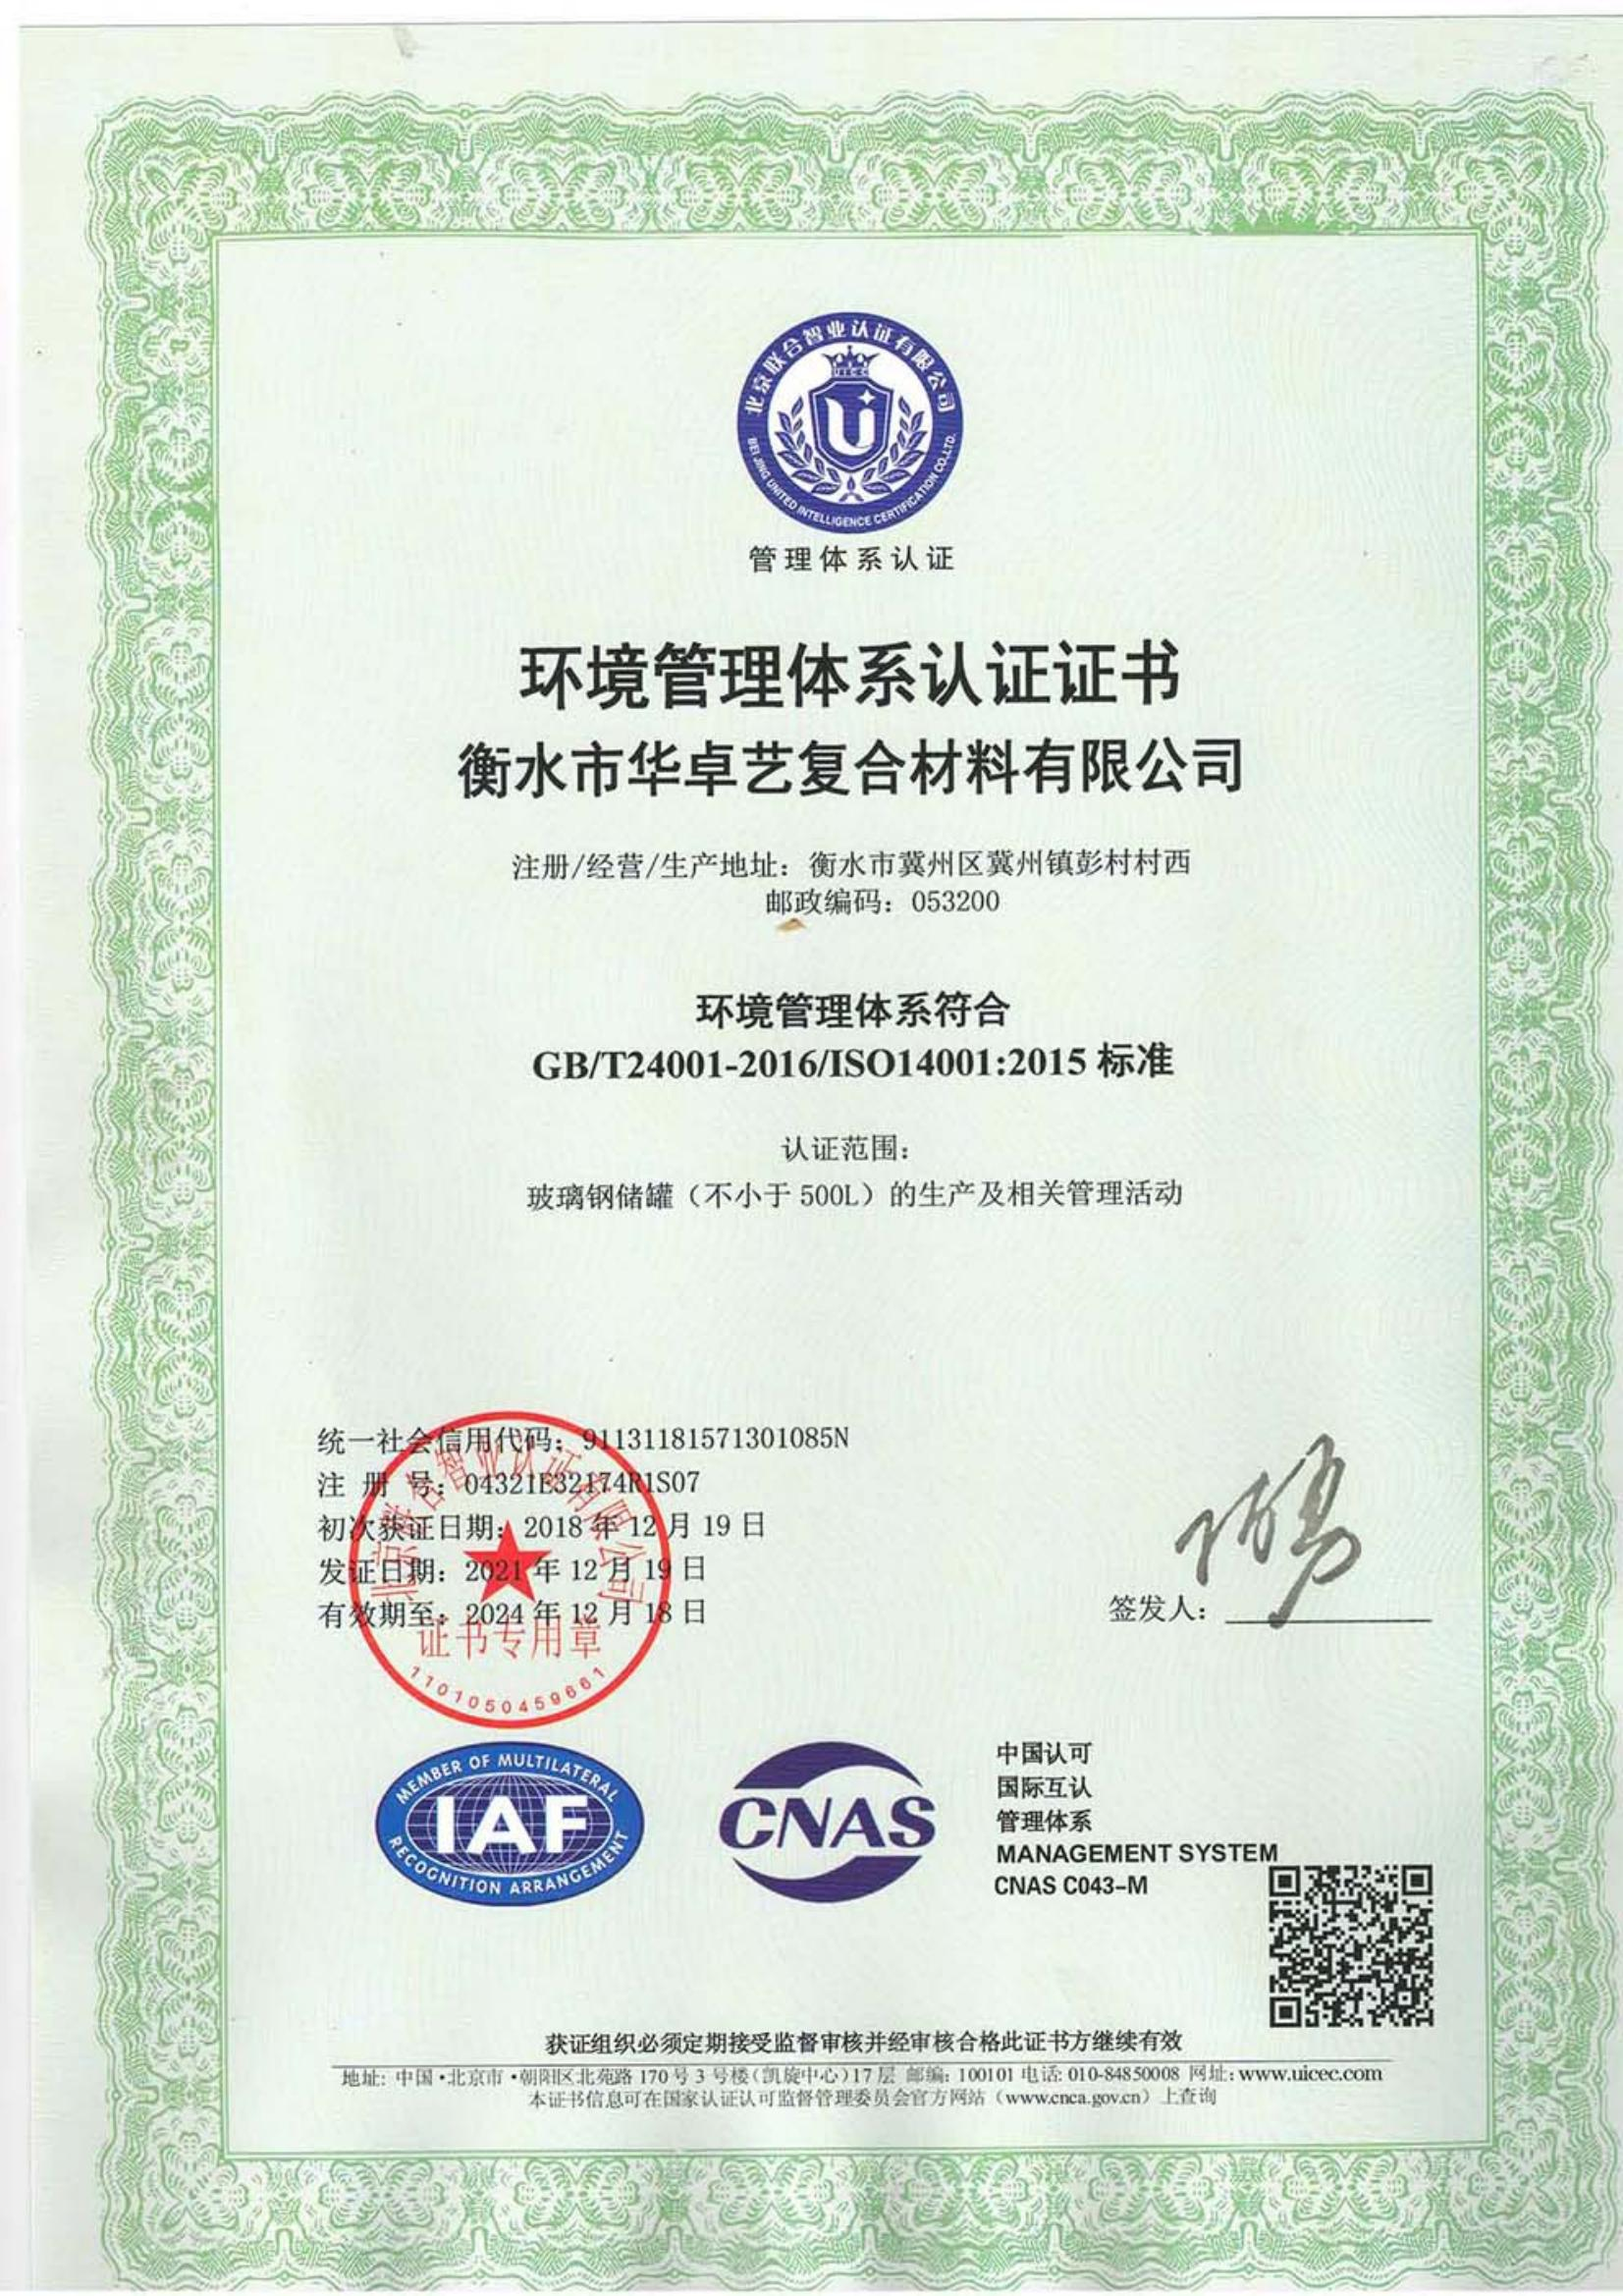 北京联合智业认证有限公司
UICC
BEIJING UNITED INTELLIGENCE CERTIFICATION CO.,LTD.
管理体系认证
环境管理体系认证证书
衡水市华卓艺复合材料有限公司
注册/经营/生产地址：衡水市冀州区冀州镇彭村村西
邮政编码：053200
环境管理体系符合
GB/T24001-2016/ISO14001:2015 标准
认证范围：
玻璃钢储罐（不小于 500L）的生产及相关管理活动
统一社会信用代码：91131181571301085N
注 册 号：04321E32174R1S07
初次获证日期：2018 年 12 月 19 日
发证日期：2021 年 12 月 19 日
有效期至：2024 年 12 月 18 日
北京联合智业认证有限公司
证书专用章
1101050459661
签发人：
MEMBER OF MULTILATERAL
IAF
RECOGNITION ARRANGEMENT
CNAS
中国认可
国际互认
管理体系
MANAGEMENT SYSTEM
CNAS C043-M
获证组织必须定期接受监督审核并经审核合格此证书方继续有效
地址: 中国·北京市·朝阳区北苑路 170 号 3 号楼(凯旋中心)17 层 邮编: 100101 电话: 010-84850008 网址: www.uicec.com
本证书信息可在国家认证认可监督管理委员会官方网站（www.cnca.gov.cn）上查询